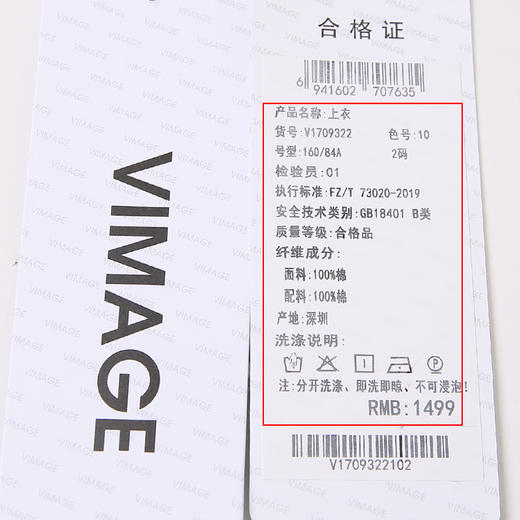 VIMAGE
合格证
6 941602 707635
产品名称:上衣
货号:V1709322 色号:10
号型:160/84A 2码
检验员:01
执行标准:FZ/T 73020-2019
安全技术类别:GB18401 B类
质量等级:合格品
纤维成分:
面料:100%棉
配料:100%棉
产地:深圳
洗涤说明:
注:分开洗涤、即洗即晾、不可浸泡!
RMB:1499
V1709322102